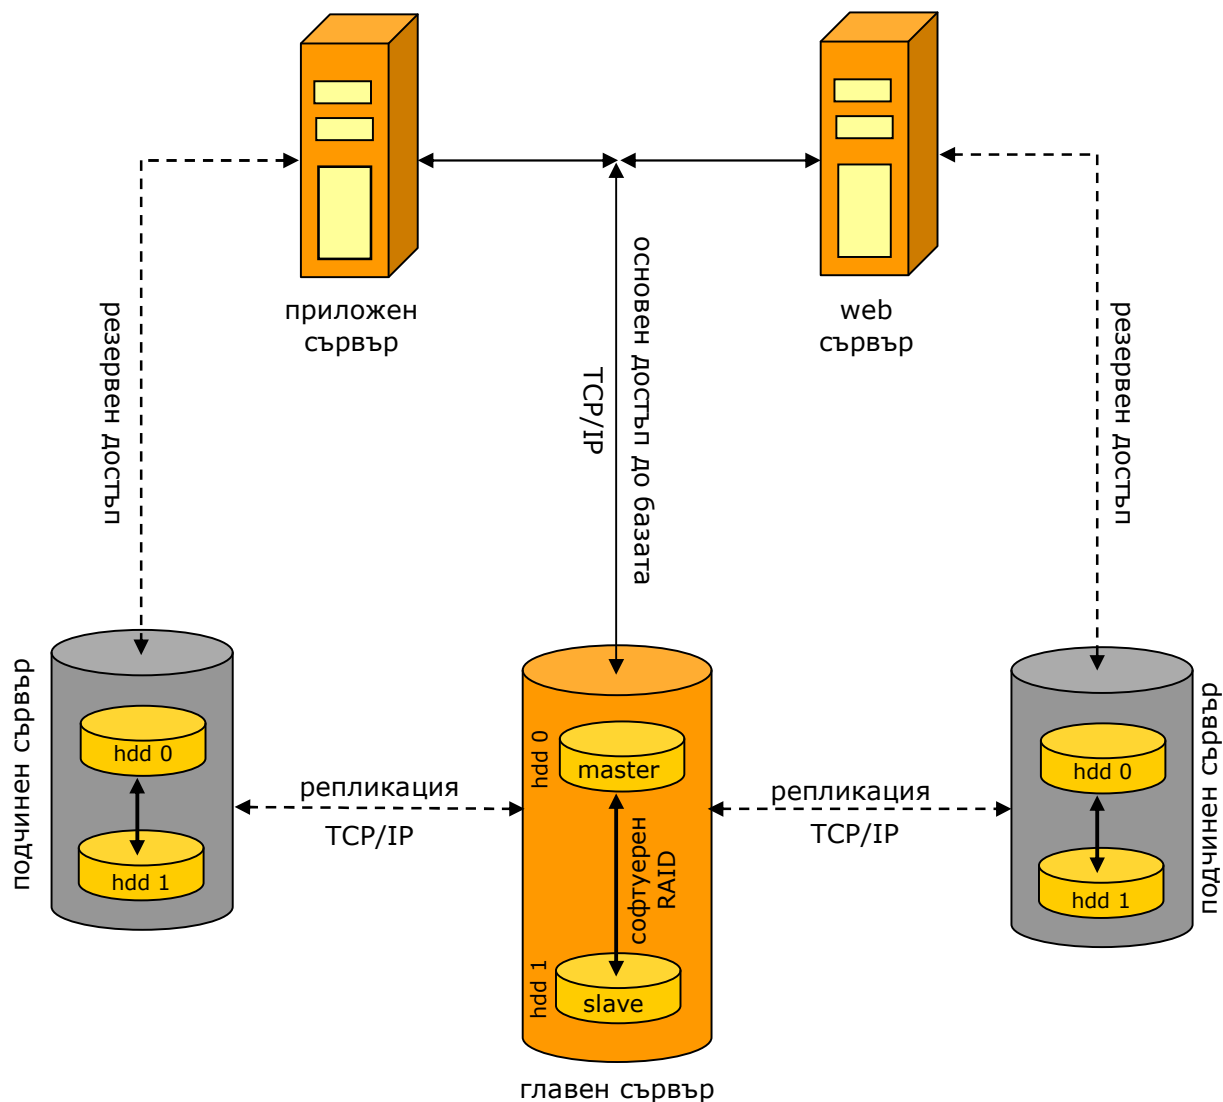 приложен
сървър
web
сървър
резервен достъп
основен достъп до базата
TCP/IP
резервен достъп
подчинен сървър
hdd 0
hdd 1
репликация
TCP/IP
hdd 0
master
софтуерен
RAID
hdd 1
slave
главен сървър
репликация
TCP/IP
hdd 0
hdd 1
подчинен сървър